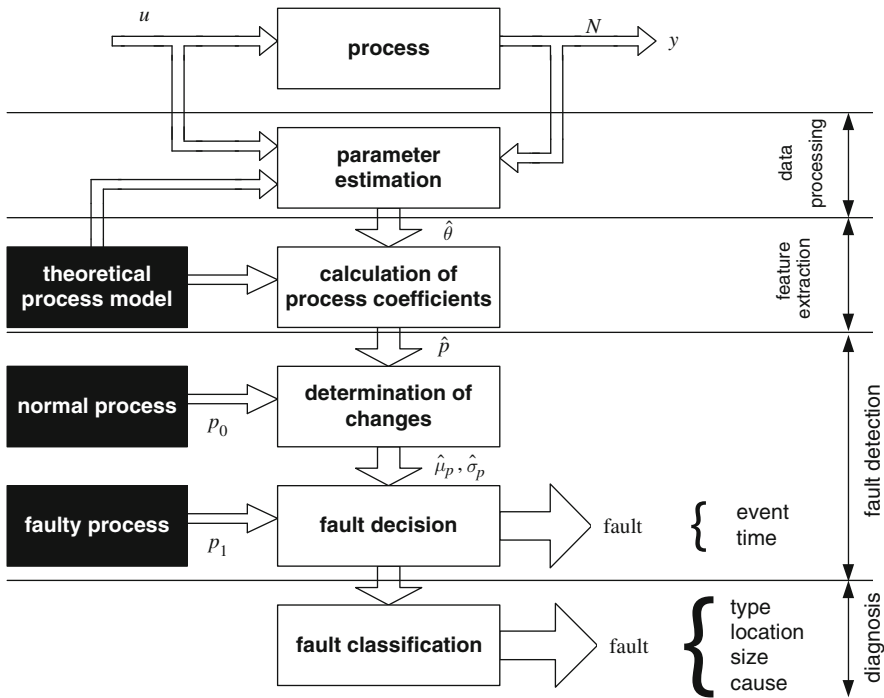 u
N
y
process
parameter
estimation
data
processing
θ̂
theoretical
process model
calculation of
process coefficients
feature
extraction
p̂
normal process
p₀
determination of
changes
μ̂ₚ , σ̂ₚ
fault detection
faulty process
p₁
fault decision
fault
{ event
time
fault classification
fault
{ type
location
size
cause
diagnosis